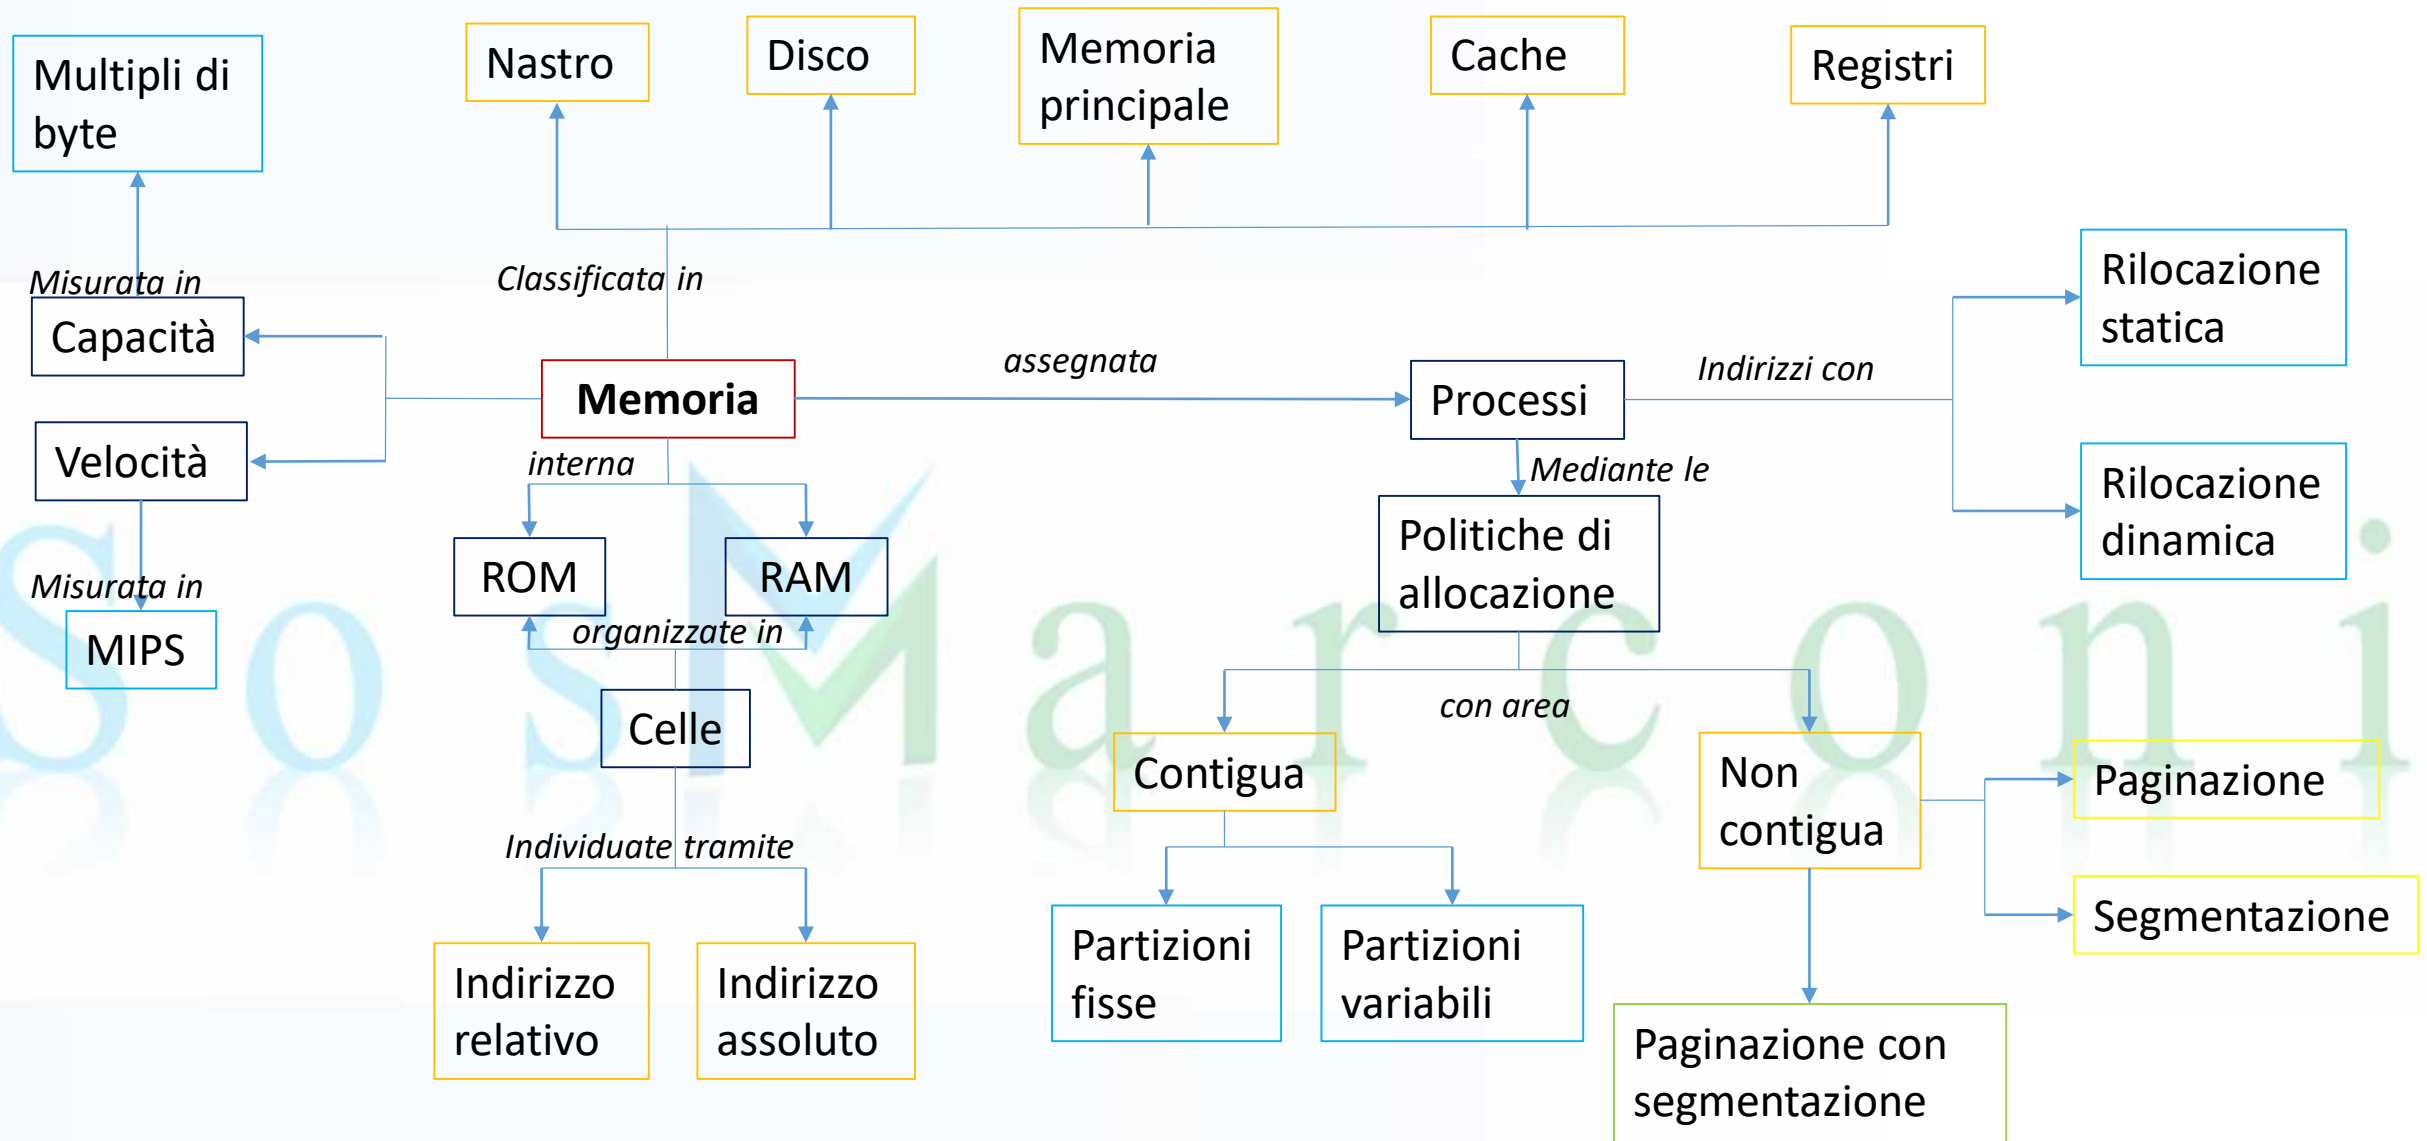 Multipli di
byte
Nastro
Disco
Memoria
principale
Cache
Registri
Misurata in
Classificata in
Capacità
Memoria
assegnata
Processi
Indirizzi con
Rilocazione
statica
Velocità
interna
Mediante le
Rilocazione
dinamica
Misurata in
MIPS
ROM
RAM
Politiche di
allocazione
organizzate in
Celle
con area
Contigua
Non
contigua
Paginazione
Segmentazione
Individuate tramite
Indirizzo
relativo
Indirizzo
assoluto
Partizioni
fisse
Partizioni
variabili
Paginazione con
segmentazione
SosMarconi